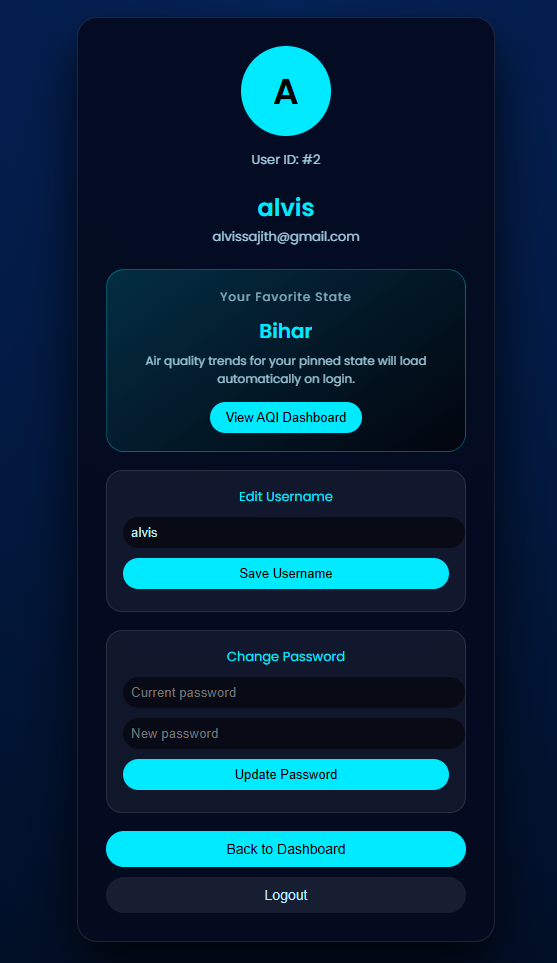 A
User ID: #2
alvis
alvissajith@gmail.com
Your Favorite State
Bihar
Air quality trends for your pinned state will load
automatically on login.
View AQI Dashboard
Edit Username
alvis
Save Username
Change Password
Current password
New password
Update Password
Back to Dashboard
Logout